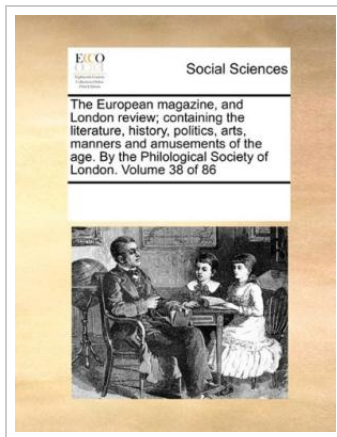 ECCO
Social Sciences
The European magazine, and
London review; containing the
literature, history, politics, arts,
manners and amusements of the
age. By the Philological Society of
London. Volume 38 of 86